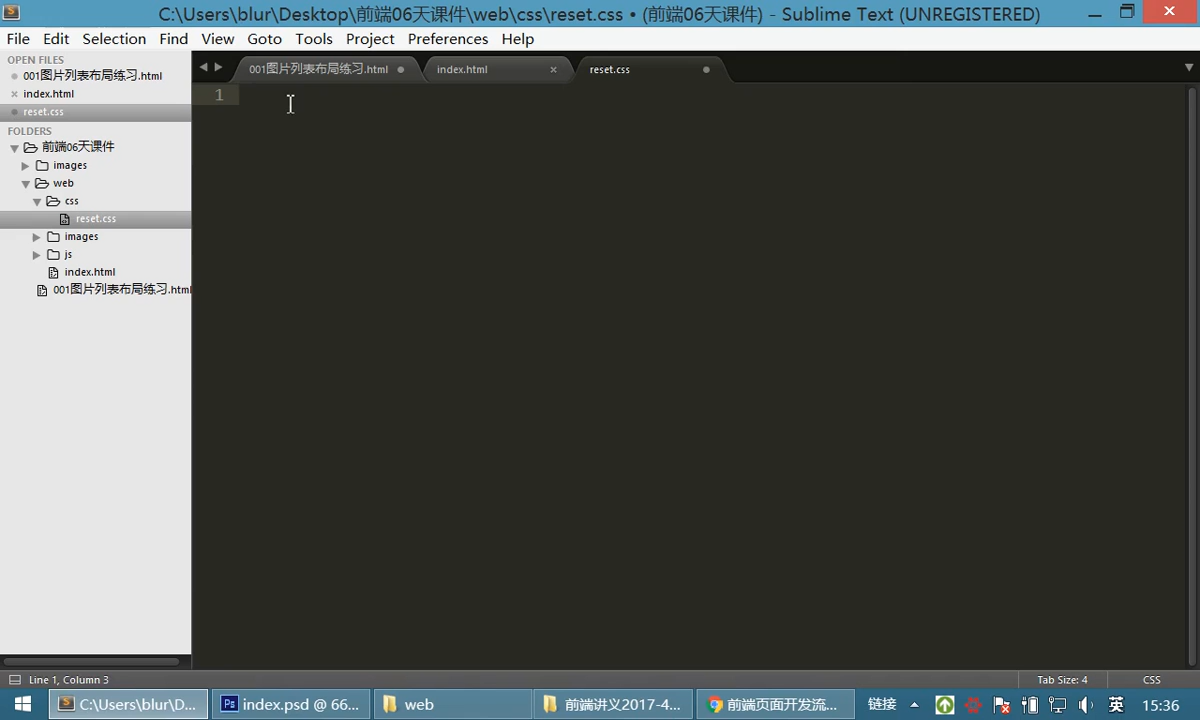 C:\Users\blur\Desktop\前端06天课件\web\css\reset.css • (前端06天课件) - Sublime Text (UNREGISTERED)
File Edit Selection Find View Goto Tools Project Preferences Help
OPEN FILES
001图片列表布局练习.html
index.html
reset.css
FOLDERS
前端06天课件
images
web
css
reset.css
images
js
index.html
001图片列表布局练习.html
001图片列表布局练习.html index.html reset.css
1
Line 1, Column 3 Tab Size: 4 CSS
C:\Users\blur\D... index.psd @ 66... web 前端讲义2017-4... 前端页面开发流... 链接 英 15:36